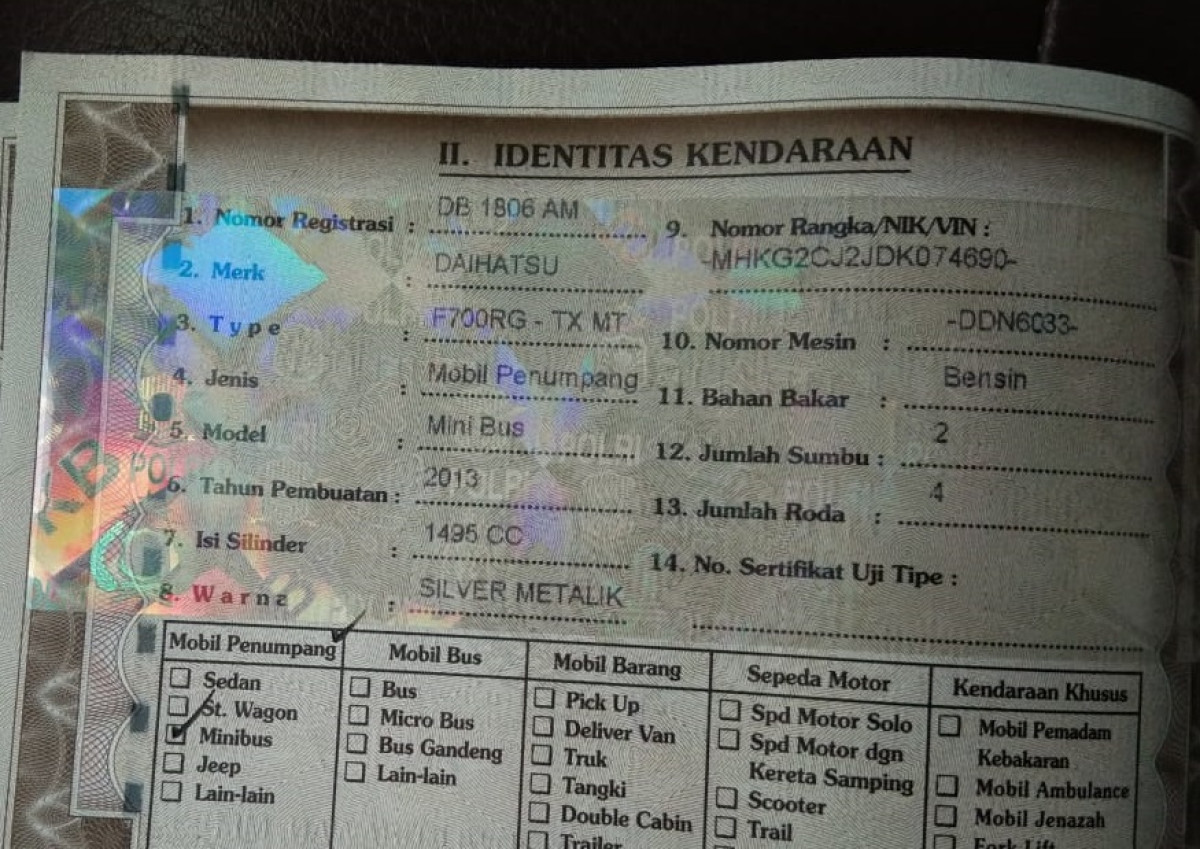 II. IDENTITAS KENDARAAN
1. Nomor Registrasi : DB 1806 AM
2. Merk : DAIHATSU
3. Type : F700RG - TX MT
4. Jenis : Mobil Penumpang
5. Model : Mini Bus
6. Tahun Pembuatan : 2013
7. Isi Silinder : 1495 CC
8. Warna : SILVER METALIK
9. Nomor Rangka/NIK/VIN :
-MHKG2CJ2JDK074690-
10. Nomor Mesin : -DDN6033-
11. Bahan Bakar : Bensin
12. Jumlah Sumbu : 2
13. Jumlah Roda : 4
14. No. Sertifikat Uji Tipe :
Mobil Penumpang
Sedan
St. Wagon
Minibus
Jeep
Lain-lain
Mobil Bus
Bus
Micro Bus
Bus Gandeng
Lain-lain
Mobil Barang
Pick Up
Deliver Van
Truk
Tangki
Double Cabin
Trailer
Sepeda Motor
Spd Motor Solo
Spd Motor dgn
Kereta Samping
Scooter
Trail
Kendaraan Khusus
Mobil Pemadam
Kebakaran
Mobil Ambulance
Mobil Jenazah
Fork Lift
POLRI